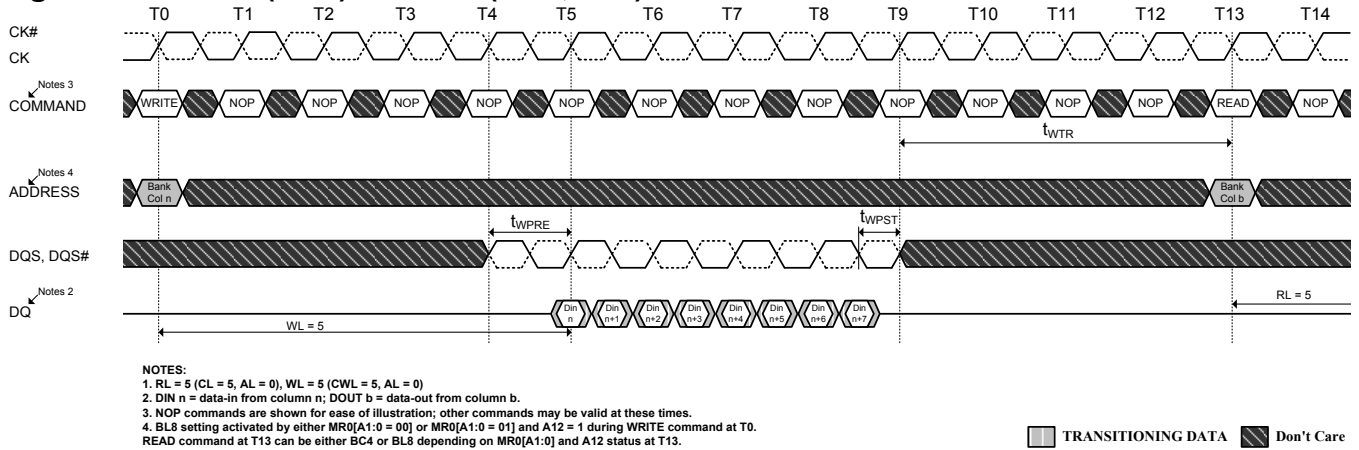 T0 T1 T2 T3 T4 T5 T6 T7 T8 T9 T10 T11 T12 T13 T14
CK#
CK
Notes 3
COMMAND
WRITE NOP NOP NOP NOP NOP NOP NOP NOP NOP NOP NOP NOP READ NOP
tWTR
Notes 4
ADDRESS
Bank Bank
Col n Col b
tWPRE tWPST
DQS, DQS#
Notes 2
DQ
Din Din Din Din Din Din Din Din
n n+1 n+2 n+3 n+4 n+5 n+6 n+7
RL = 5
WL = 5
NOTES:
1. RL = 5 (CL = 5, AL = 0), WL = 5 (CWL = 5, AL = 0)
2. DIN n = data-in from column n; DOUT b = data-out from column b.
3. NOP commands are shown for ease of illustration; other commands may be valid at these times.
4. BL8 setting activated by either MR0[A1:0 = 00] or MR0[A1:0 = 01] and A12 = 1 during WRITE command at T0.
READ command at T13 can be either BC4 or BL8 depending on MR0[A1:0] and A12 status at T13.
TRANSITIONING DATA Don't Care